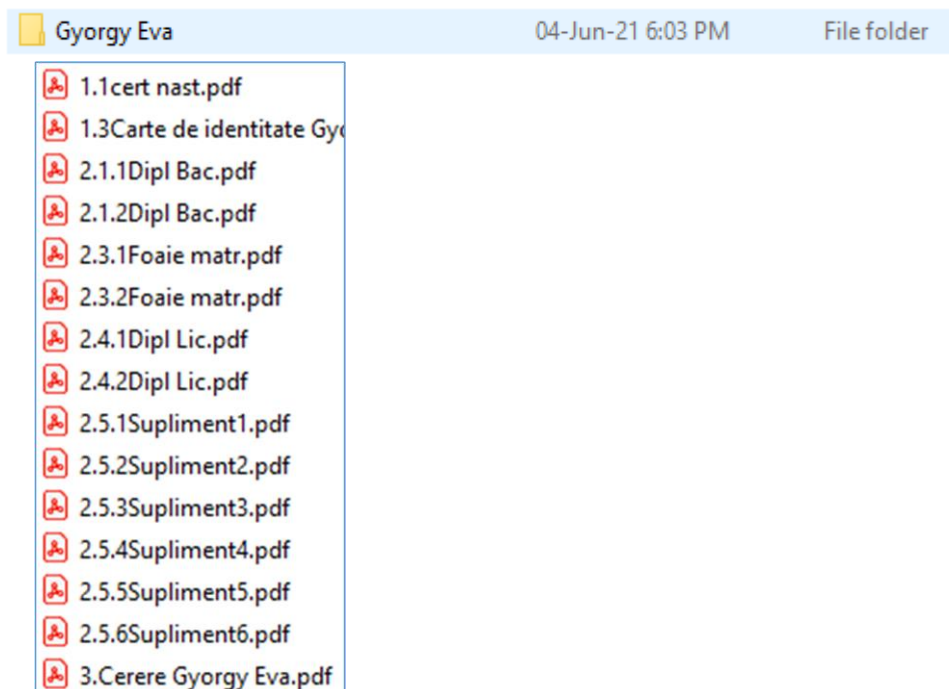 Gyorgy Eva 04-Jun-21 6:03 PM File folder
1.1cert nast.pdf
1.3Carte de identitate
2.1.1Dipl Bac.pdf
2.1.2Dipl Bac.pdf
2.3.1Foaie matr.pdf
2.3.2Foaie matr.pdf
2.4.1Dipl Lic.pdf
2.4.2Dipl Lic.pdf
2.5.1Supliment1.pdf
2.5.2Supliment2.pdf
2.5.3Supliment3.pdf
2.5.4Supliment4.pdf
2.5.5Supliment5.pdf
2.5.6Supliment6.pdf
3.Cerere Gyorgy Eva.pdf